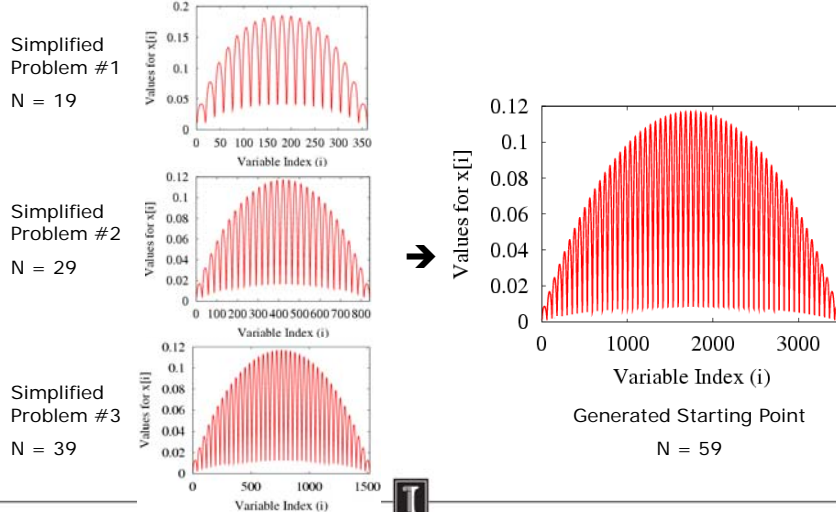 Simplified
Problem #1
N = 19
Values for x[i]
0.2
0.15
0.1
0.05
0
0 50 100 150 200 250 300 350
Variable Index (i)
Simplified
Problem #2
N = 29
Values for x[i]
0.12
0.1
0.08
0.06
0.04
0.02
0
0 100 200 300 400 500 600 700 800
Variable Index (i)
Simplified
Problem #3
N = 39
Values for x[i]
0.12
0.1
0.08
0.06
0.04
0.02
0
0 500 1000 1500
Variable Index (i)
➔
Values for x[i]
0.12
0.1
0.08
0.06
0.04
0.02
0
0 1000 2000 3000
Variable Index (i)
Generated Starting Point
N = 59
I